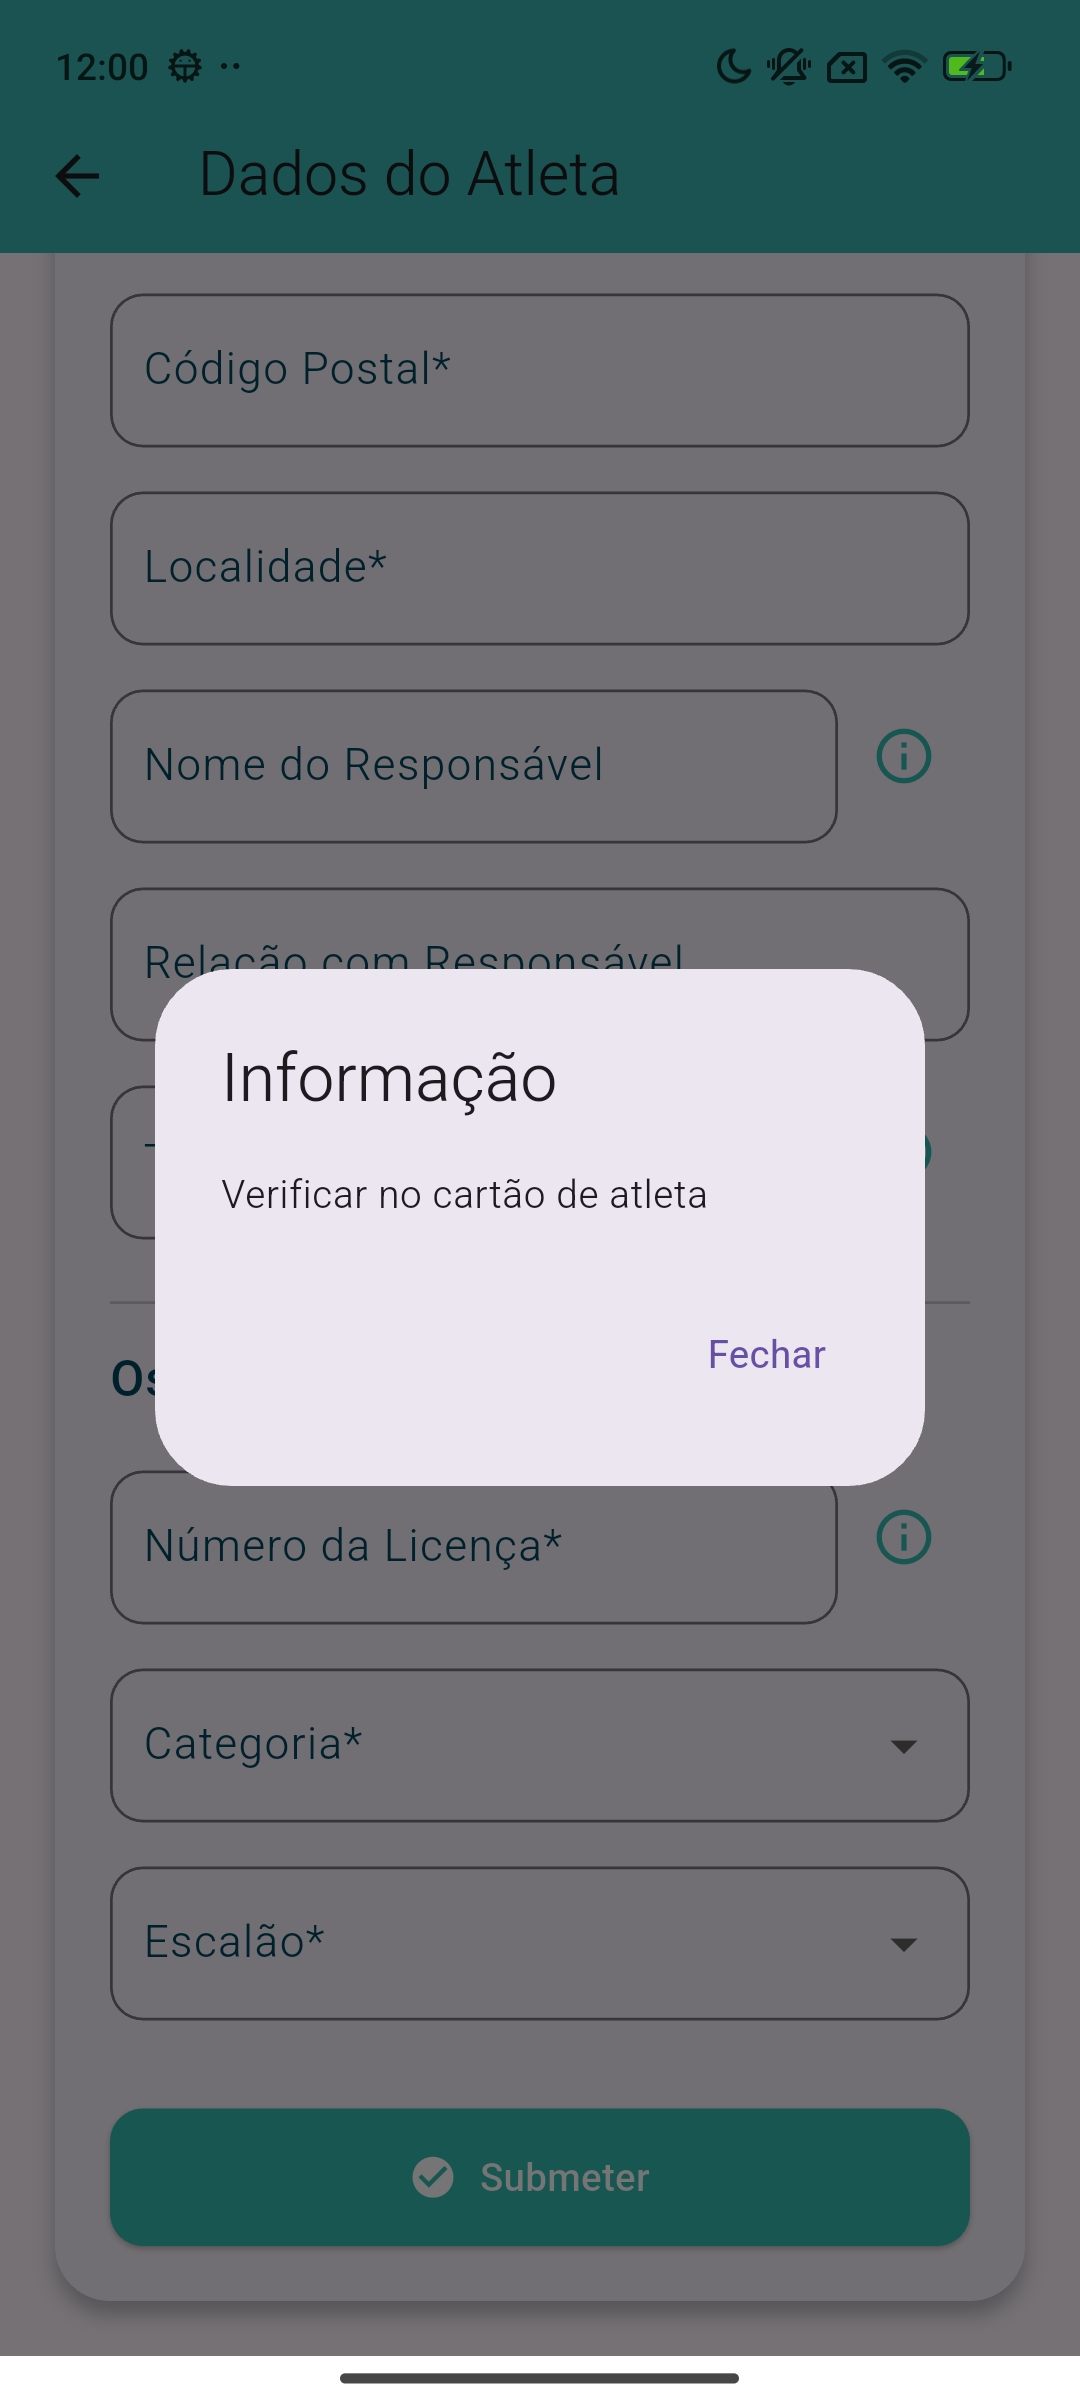 12:00
Dados do Atleta
Código Postal*
Localidade*
Nome do Responsável
Relação com Responsável
Informação
Verificar no cartão de atleta
Fechar
Número da Licença*
Categoria*
Escalão*
Submeter